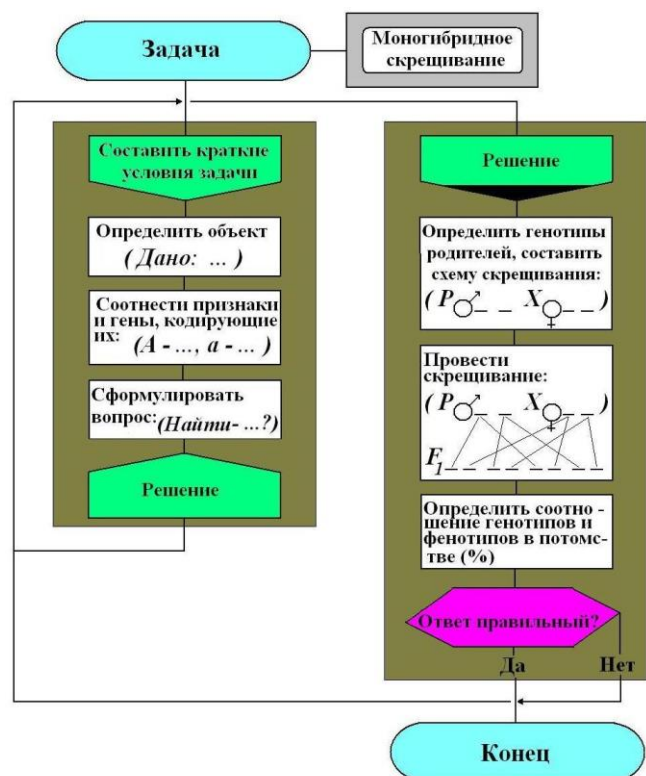 Задача
Моногибридное
скрещивание
Составить краткие
условия задачи
Определить объект
( Дано: ... )
Соотнести признаки
и гены, кодирующие
их: (А - ..., а - ... )
Сформулировать
вопрос: (Найти- ...?)
Решение
Решение
Определить генотипы
родителей, составить
схему скрещивания:
( P ♂_ _ X ♀_ _ )
Провести
скрещивание:
( P ♂_ _ X ♀_ _ )
F1 _ _ _ _ _ _ _ _
Определить соотно -
шение генотипов и
фенотипов в потомс-
тве (%)
Ответ правильный?
Да
Нет
Конец